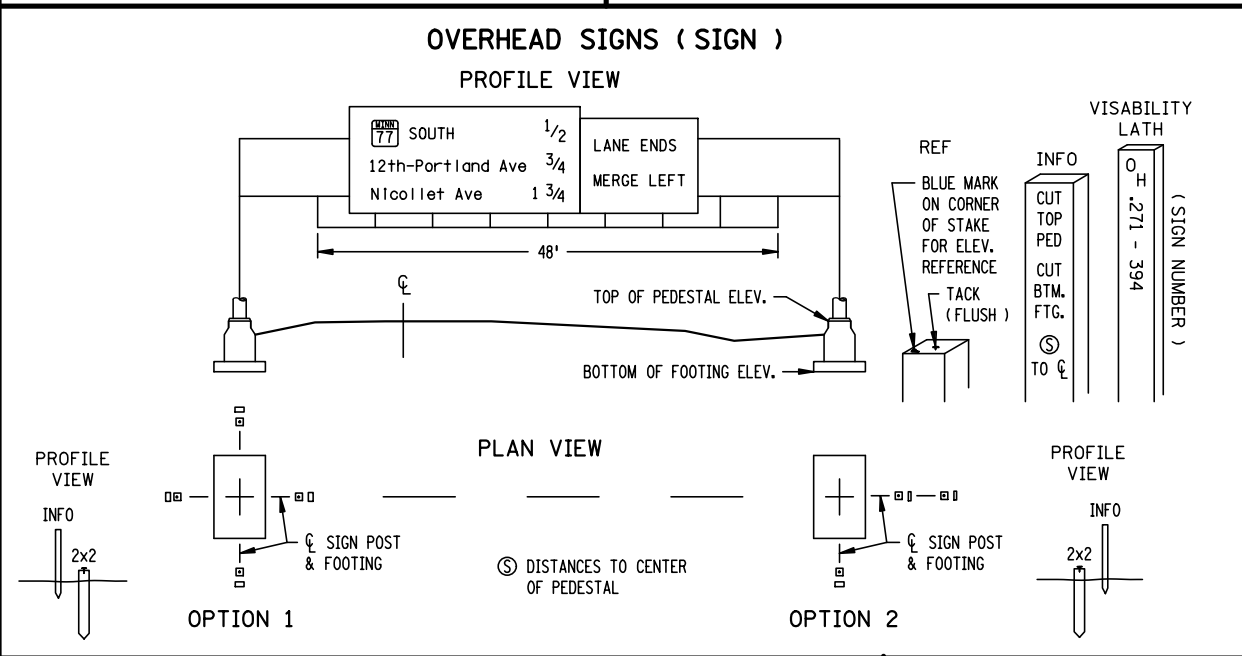 OVERHEAD SIGNS ( SIGN )
PROFILE VIEW
MINN
77 SOUTH 1/2
12th-Portland Ave 3/4
Nicollet Ave 1 3/4
LANE ENDS
MERGE LEFT
48'
℄
TOP OF PEDESTAL ELEV.
BOTTOM OF FOOTING ELEV.
REF
BLUE MARK
ON CORNER
OF STAKE
FOR ELEV.
REFERENCE
TACK
(FLUSH )
INFO
CUT
TOP
PED
CUT
BTM.
FTG.
Ⓢ
TO ℄
VISABILITY
LATH
OH .271 - 394
( SIGN NUMBER )
PLAN VIEW
PROFILE
VIEW
INFO
2x2
℄ SIGN POST
& FOOTING
OPTION 1
Ⓢ DISTANCES TO CENTER
OF PEDESTAL
℄ SIGN POST
& FOOTING
OPTION 2
PROFILE
VIEW
INFO
2x2